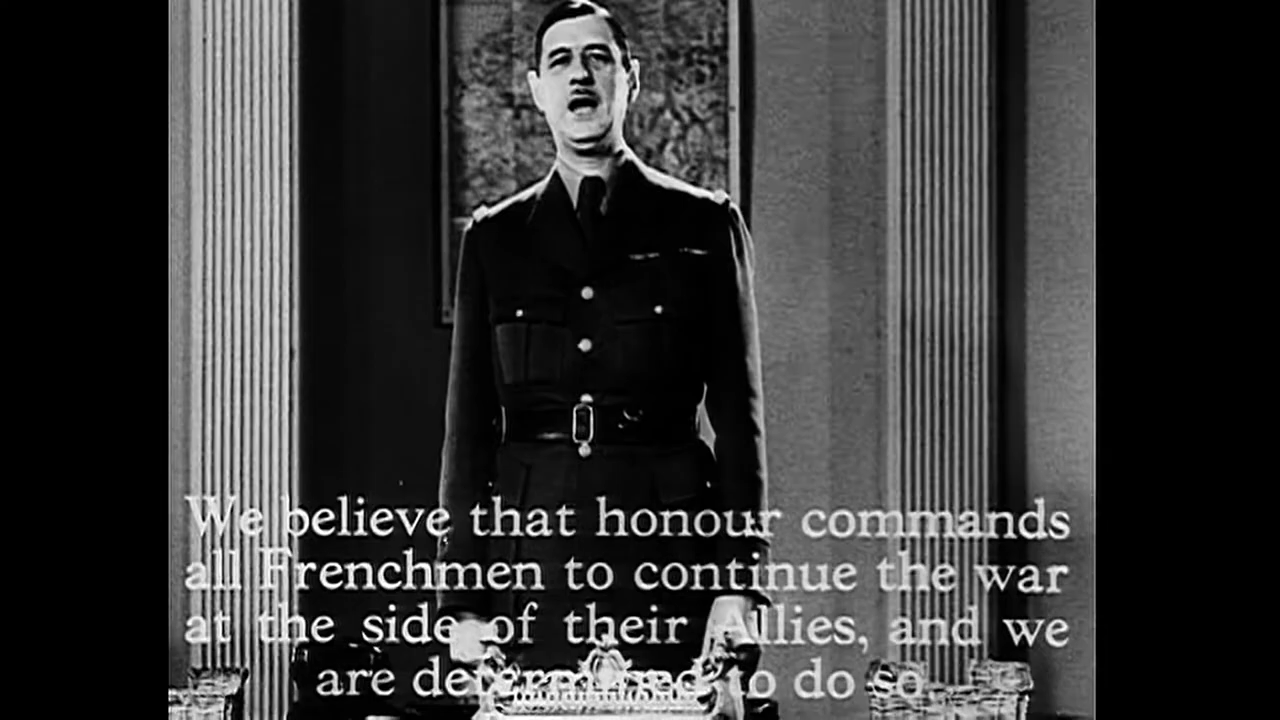 We believe that honour commands
all Frenchmen to continue the war
at the side of their Allies, and we
are determined to do so.